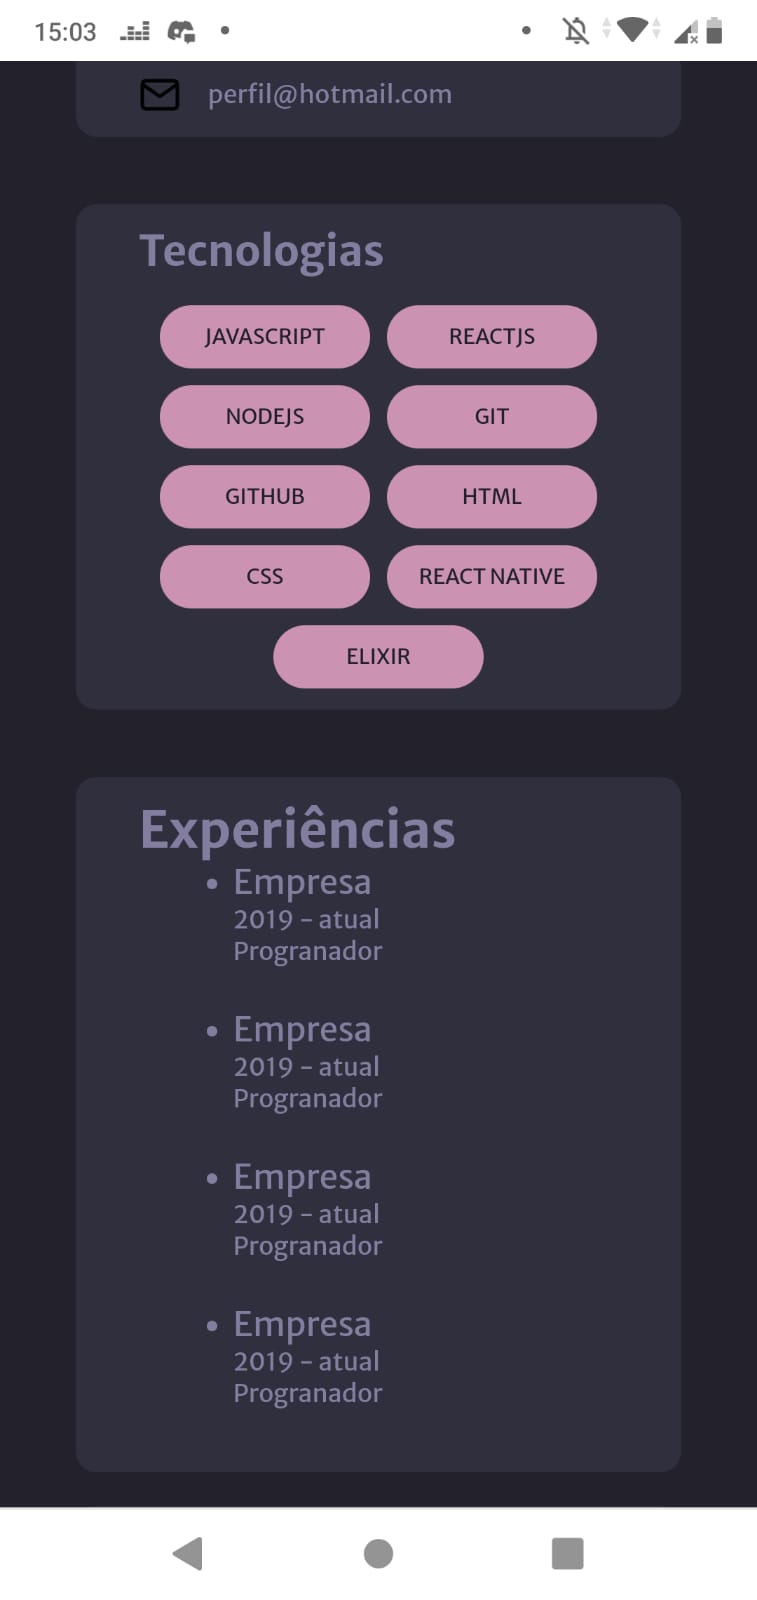 15:03
perfil@hotmail.com
Tecnologias
JAVASCRIPT
REACTJS
NODEJS
GIT
GITHUB
HTML
CSS
REACT NATIVE
ELIXIR
Experiências
• Empresa
2019 - atual
Progranador
• Empresa
2019 - atual
Progranador
• Empresa
2019 - atual
Progranador
• Empresa
2019 - atual
Progranador